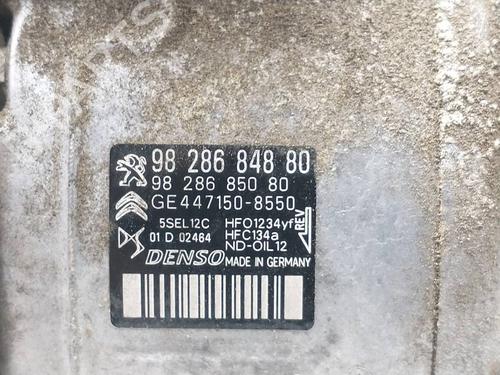 98 286 848 80
98 286 850 80
GE447150-8550
5SEL12C HFO1234yf
01 D 02464 HFC134a
ND-OIL12
REV
DENSO MADE IN GERMANY